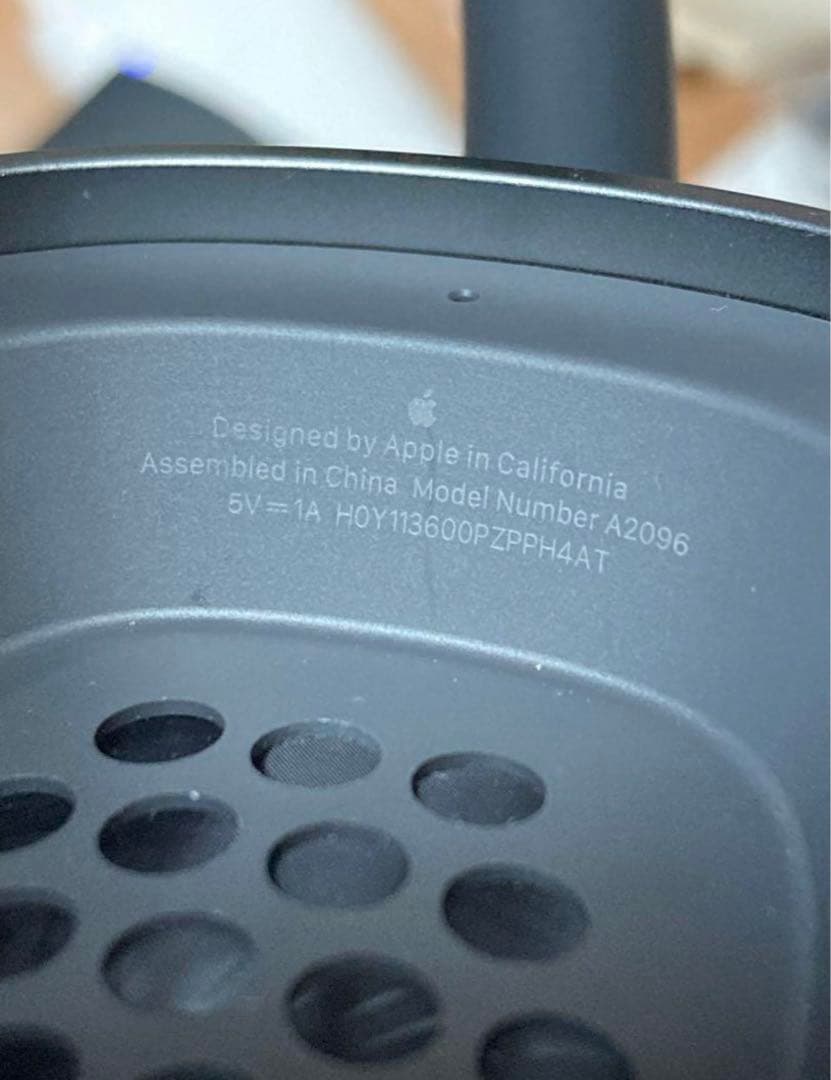 Designed by Apple in California
Assembled in China Model Number A2096
5V⎓1A H0Y113600PZPPH4AT